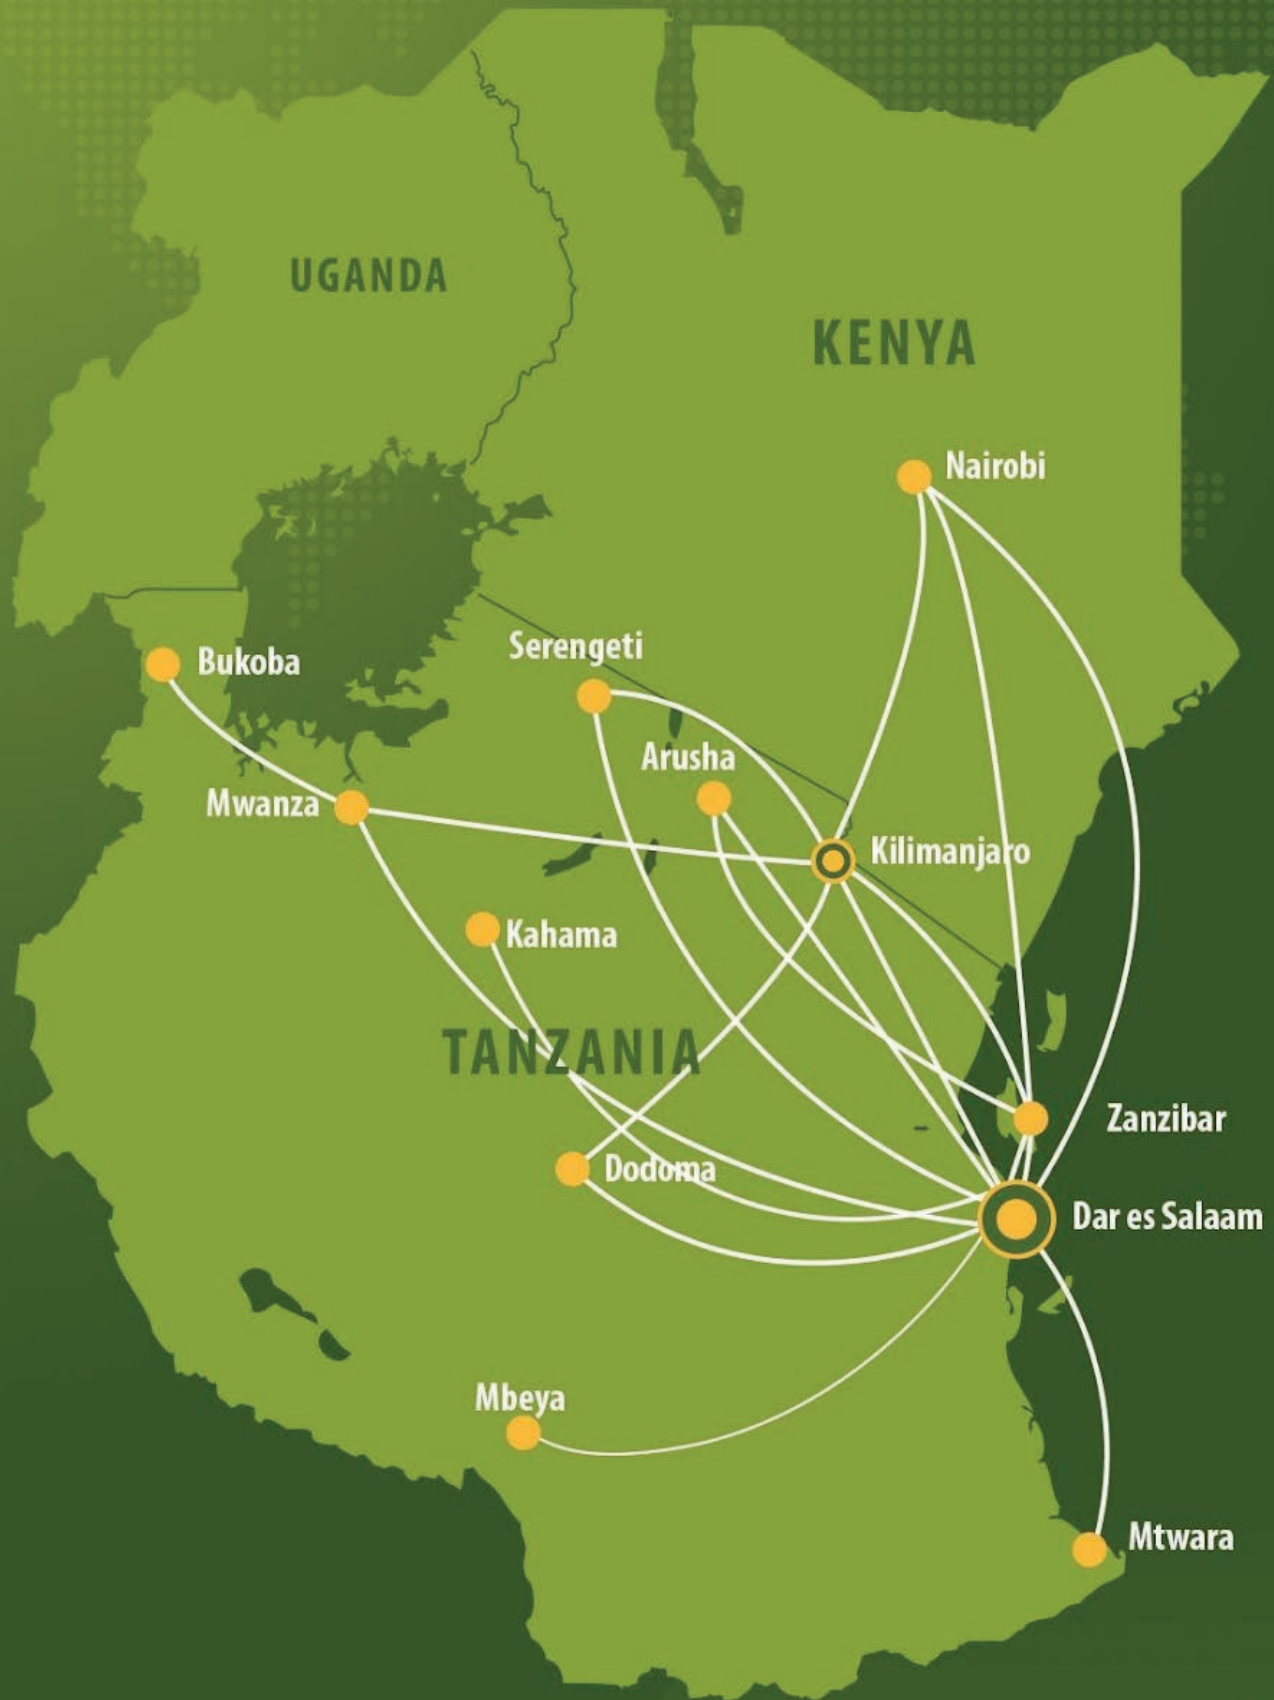 UGANDA
KENYA
Nairobi
Serengeti
Bukoba
Arusha
Mwanza
Kilimanjaro
Kahama
TANZANIA
Zanzibar
Dodoma
Dar es Salaam
Mbeya
Mtwara